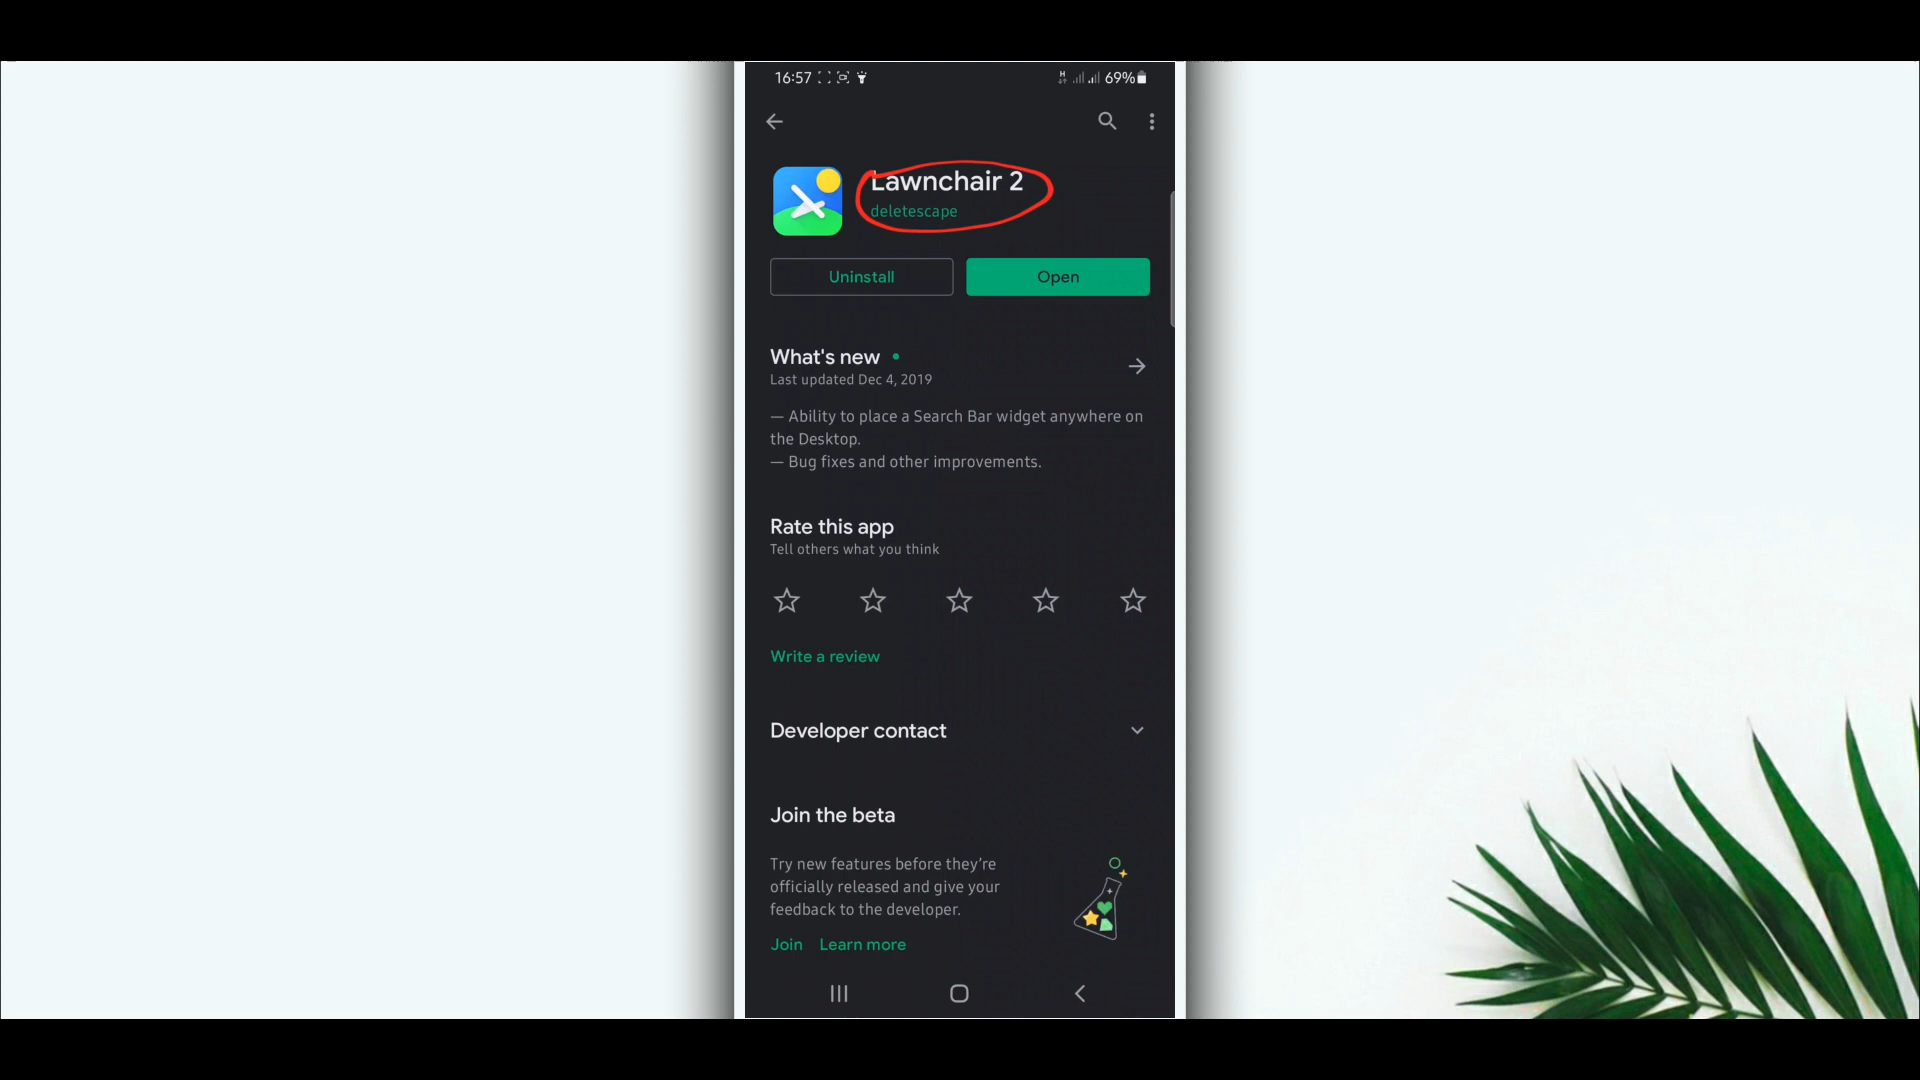 16:57 69%
Lawnchair 2
deletescape
Uninstall Open
What's new
Last updated Dec 4, 2019
— Ability to place a Search Bar widget anywhere on
the Desktop.
— Bug fixes and other improvements.
Rate this app
Tell others what you think
Write a review
Developer contact
Join the beta
Try new features before they’re
officially released and give your
feedback to the developer.
Join Learn more